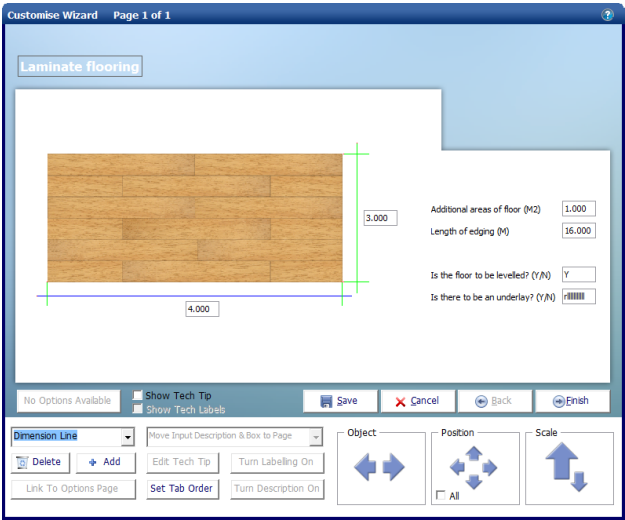 Customise Wizard Page 1 of 1
?
Laminate flooring
3.000
4.000
Additional areas of floor (M2) 1.000
Length of edging (M) 16.000
Is the floor to be levelled? (Y/N) Y
Is there to be an underlay? (Y/N)
No Options Available
Show Tech Tip
Show Tech Labels
Save
Cancel
Back
Finish
Dimension Line
Move Input Description & Box to Page
Delete
Add
Edit Tech Tip
Turn Labelling On
Link To Options Page
Set Tab Order
Turn Description On
Object
Position
All
Scale